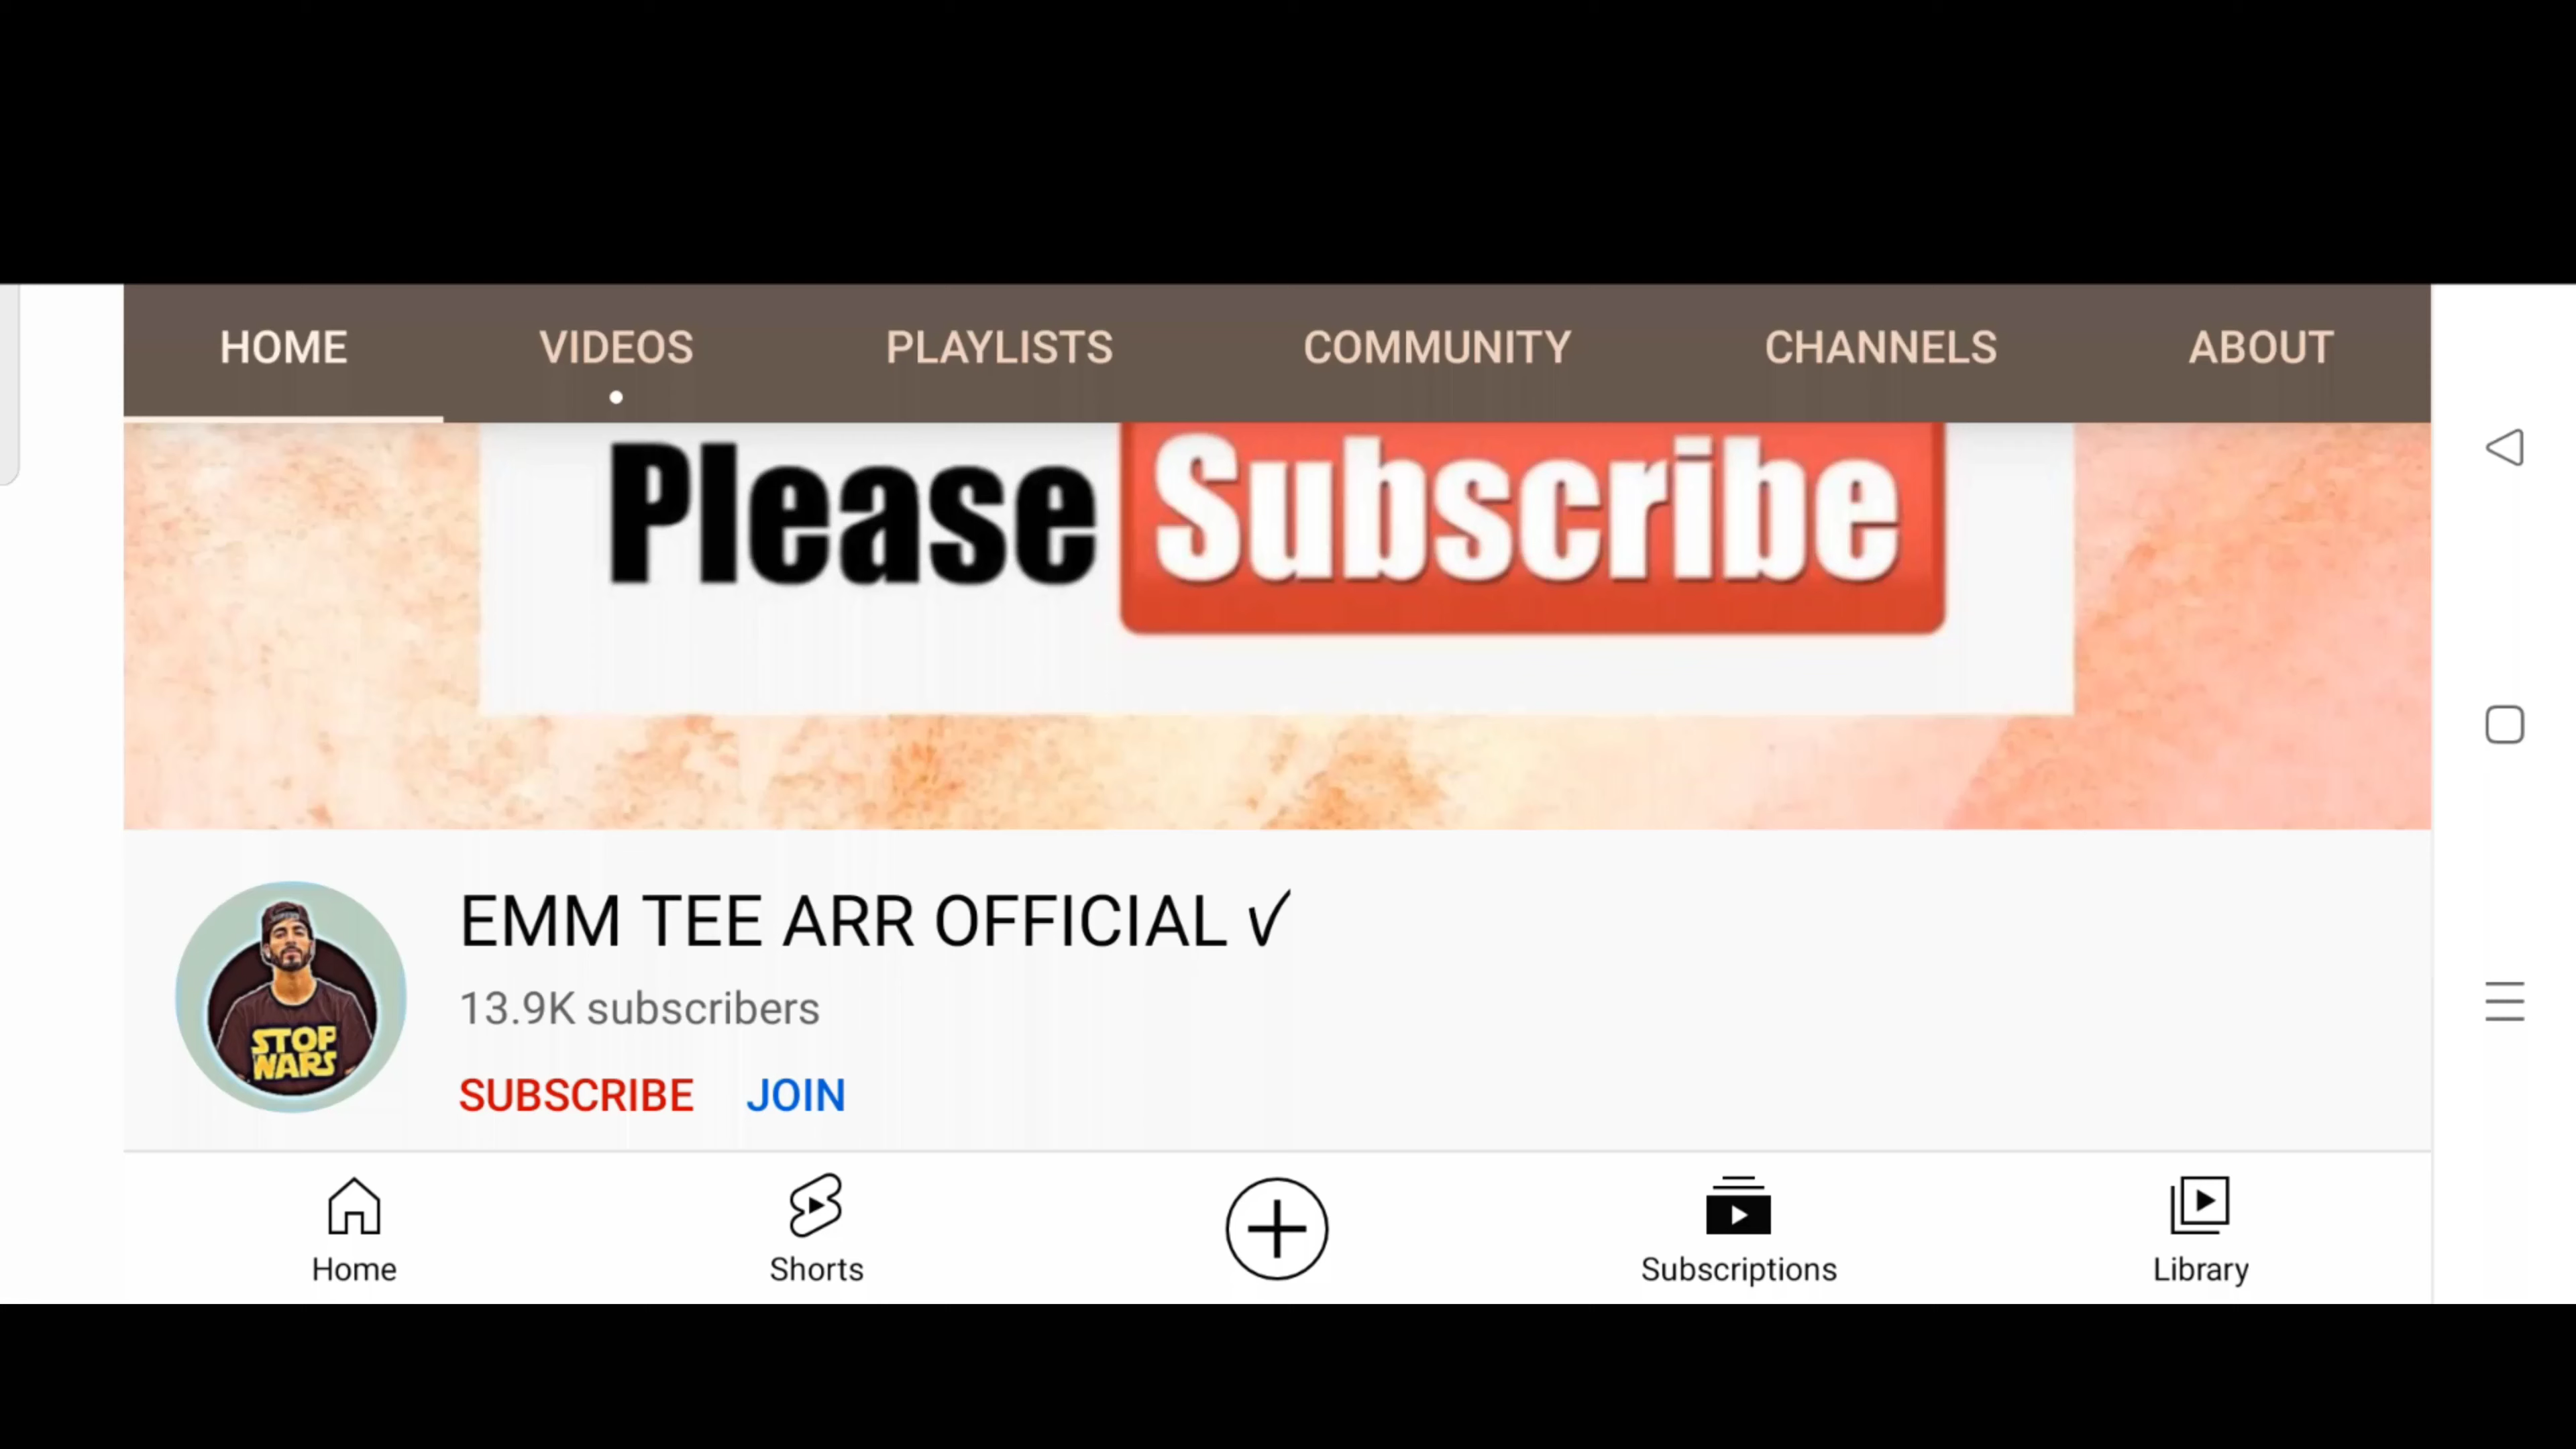 HOME VIDEOS PLAYLISTS COMMUNITY CHANNELS ABOUT
Please Subscribe
EMM TEE ARR OFFICIAL ✓
13.9K subscribers
STOP
WARS
SUBSCRIBE JOIN
Home Shorts Subscriptions Library